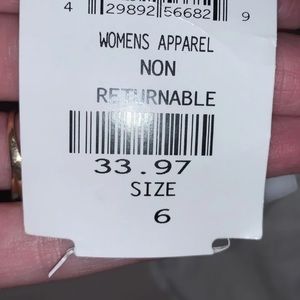 4 29892 56682 9
WOMENS APPAREL
NON
RETURNABLE
33.97
SIZE
6